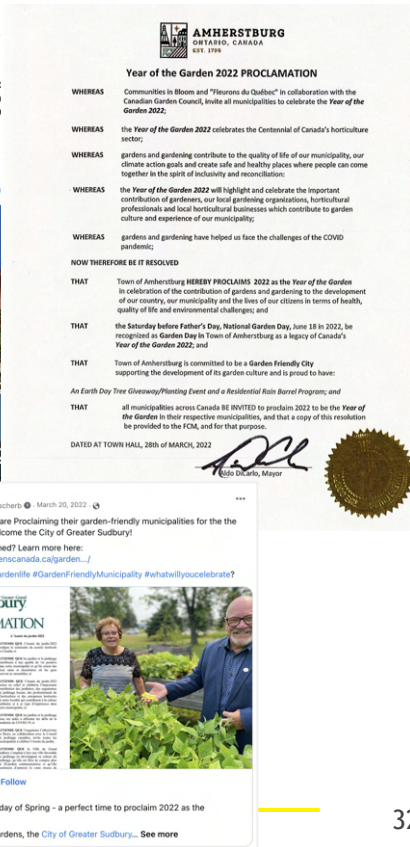 AMHERSTBURG
ONTARIO, CANADA
EST. 1796
Year of the Garden 2022 PROCLAMATION
WHEREAS Communities in Bloom and "Fleurons du Québec" in collaboration with the
Canadian Garden Council, invite all municipalities to celebrate the Year of the
Garden 2022;
WHEREAS the Year of the Garden 2022 celebrates the Centennial of Canada's horticulture
sector;
WHEREAS gardens and gardening contribute to the quality of life of our municipality, our
climate action goals and create safe and healthy places where people can come
together in the spirit of inclusivity and reconciliation:
WHEREAS the Year of the Garden 2022 will highlight and celebrate the important
contribution of gardeners, our local gardening organizations, horticultural
professionals and local horticultural businesses which contribute to garden
culture and experience of our municipality;
WHEREAS gardens and gardening have helped us face the challenges of the COVID
pandemic;
NOW THEREFORE BE IT RESOLVED
THAT Town of Amherstburg HEREBY PROCLAIMS 2022 as the Year of the Garden
in celebration of the contribution of gardens and gardening to the development
of our country, our municipality and the lives of our citizens in terms of health,
quality of life and environmental challenges; and
THAT the Saturday before Father's Day, National Garden Day, June 18 in 2022, be
recognized as Garden Day in Town of Amherstburg as a legacy of Canada's
Year of the Garden 2022; and
THAT Town of Amherstburg is committed to be a Garden Friendly City
supporting the development of its garden culture and is proud to have:
An Earth Day Tree Giveaway/Planting Event and a Residential Rain Barrel Program; and
THAT all municipalities across Canada BE INVITED to proclaim 2022 to be the Year of
the Garden in their respective municipalities, and that a copy of this resolution
be provided to the FCM, and for that purpose.
DATED AT TOWN HALL, 28th of MARCH, 2022
Aldo DiCarlo, Mayor
scherb · March 20, 2022 ·
are Proclaiming their garden-friendly municipalities for the the
elcome the City of Greater Sudbury!
ned? Learn more here:
enscanada.ca/garden.../
ardenlife #GardenFriendlyMunicipality #whatwillyoucelebrate?
bury
MATION
Follow
day of Spring - a perfect time to proclaim 2022 as the
ardens, the City of Greater Sudbury... See more
32